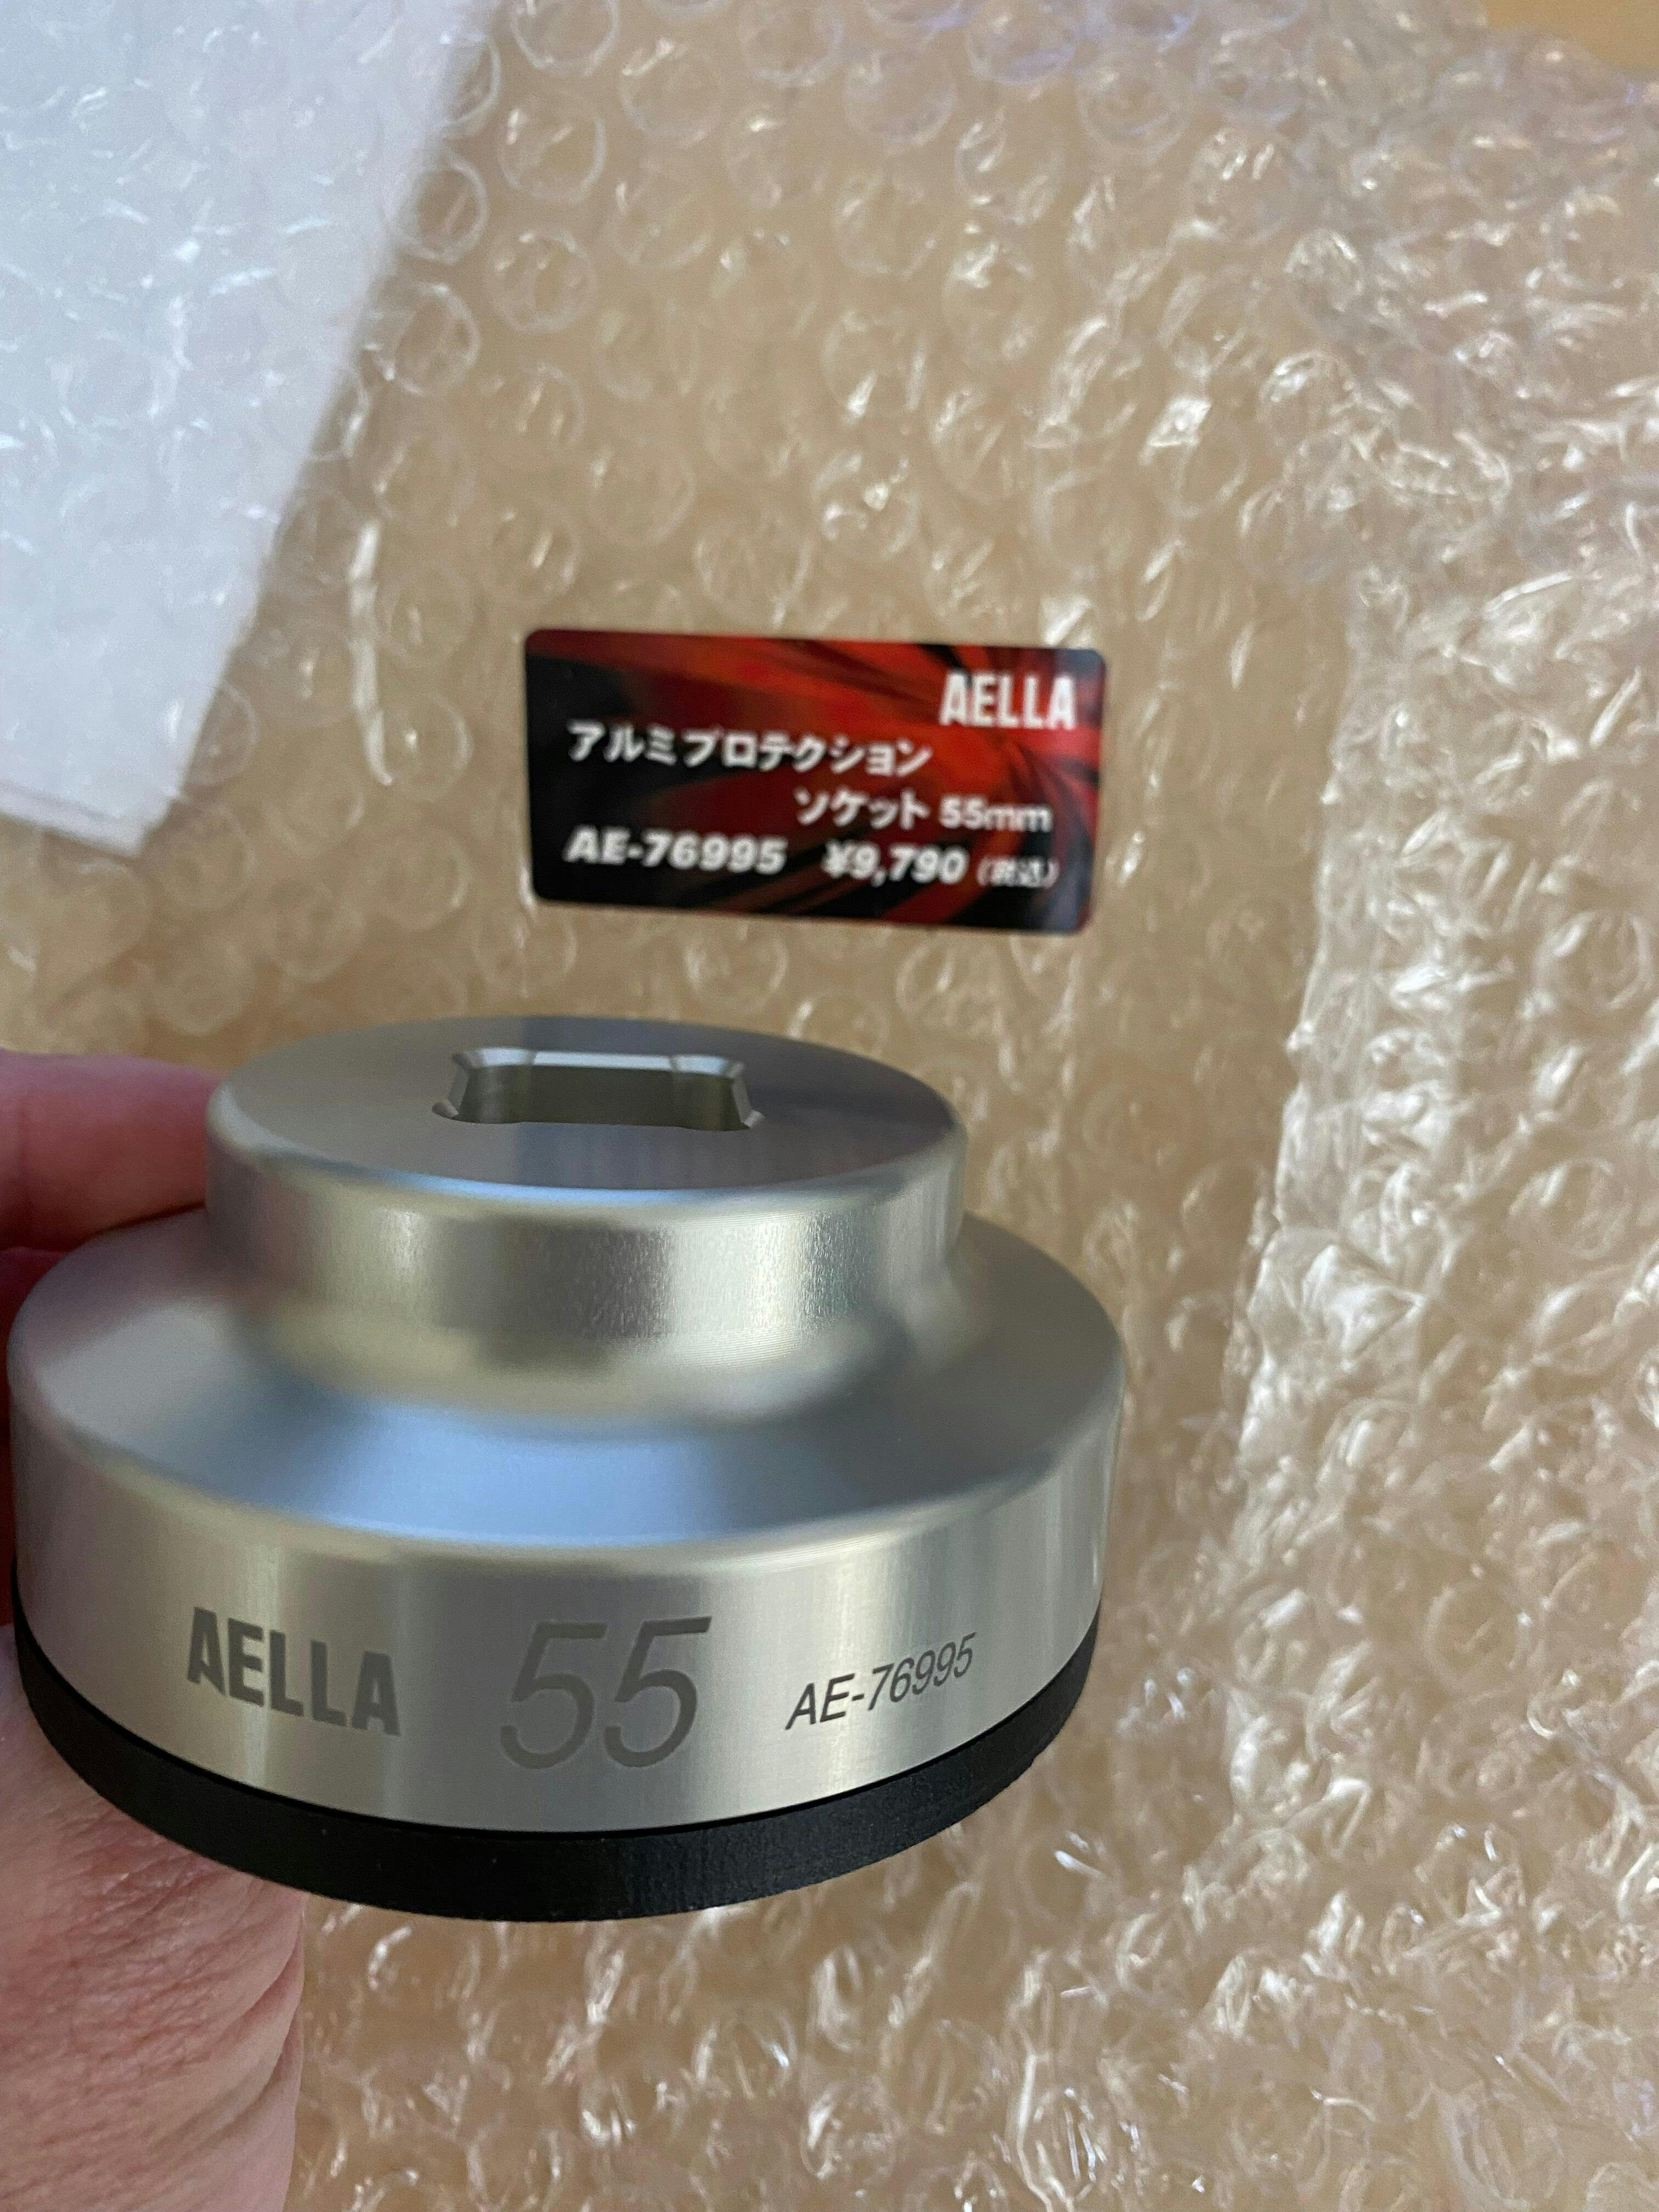 AELLA
アルミプロテクション
ソケット 55mm
AE-76995 ¥9,790 (税込)
AELLA 55 AE-76995